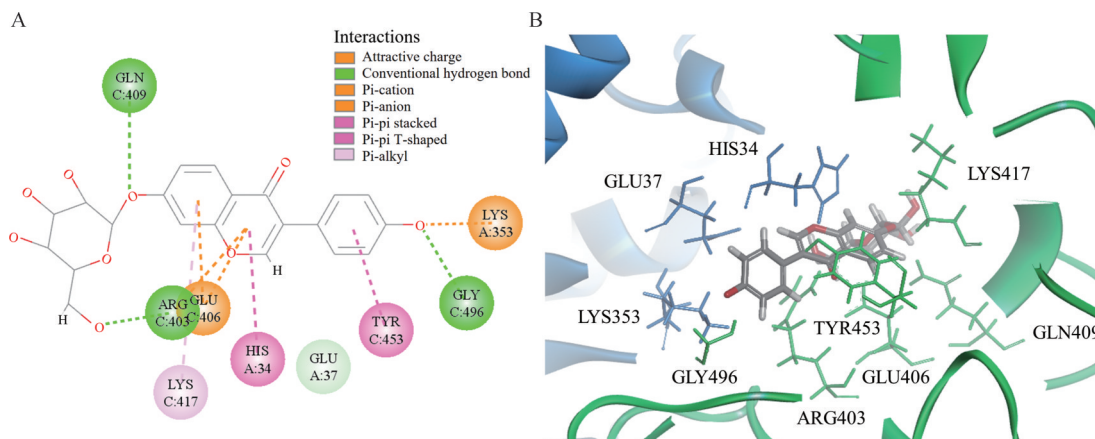 A
Interactions
Attractive charge
Conventional hydrogen bond
Pi-cation
Pi-anion
Pi-pi stacked
Pi-pi T-shaped
Pi-alkyl
GLN
C:409
O
O
O
O
O
O
O
O
O
H
H
LYS
A:353
ARG
C:403
GLU
C:406
GLY
C:496
TYR
C:453
HIS
A:34
GLU
A:37
LYS
C:417
B
HIS34
LYS417
GLU37
LYS353
TYR453
GLN409
GLY496
GLU406
ARG403